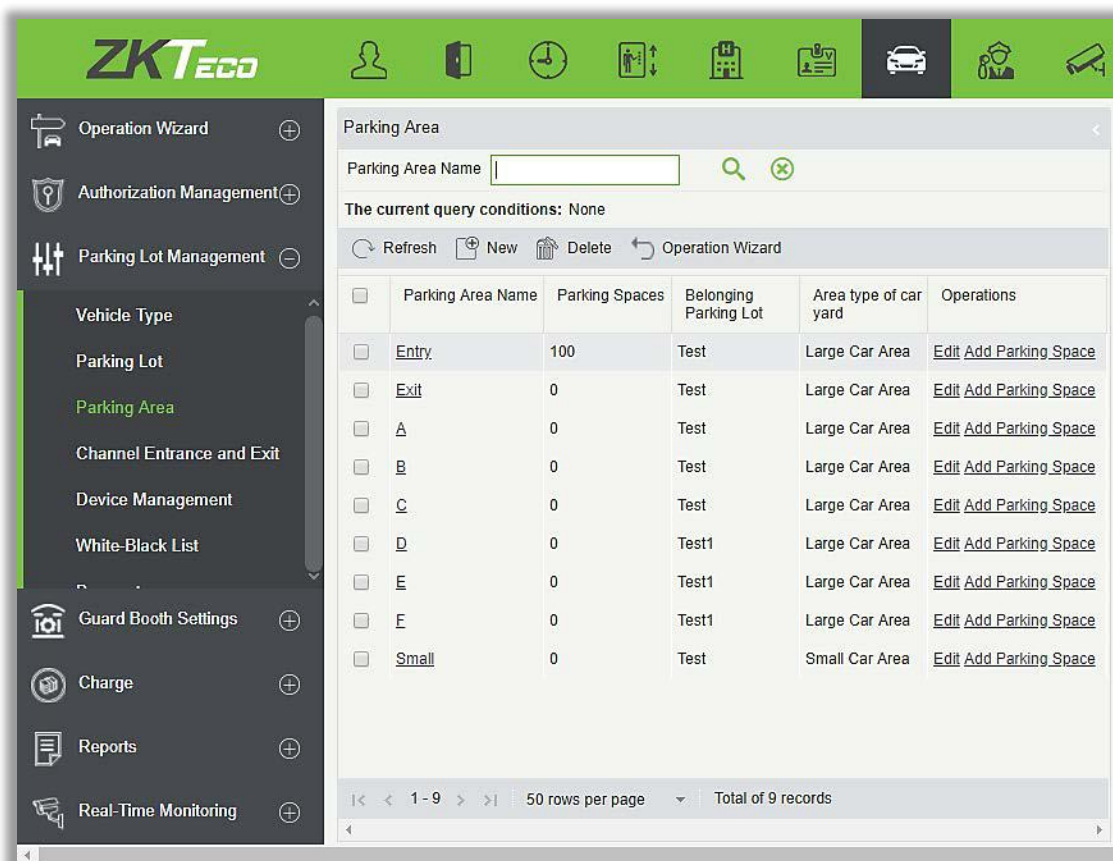 ZKTECO
Operation Wizard
Authorization Management
Parking Lot Management
Vehicle Type
Parking Lot
Parking Area
Channel Entrance and Exit
Device Management
White-Black List
Guard Booth Settings
Charge
Reports
Real-Time Monitoring
Parking Area
Parking Area Name
The current query conditions: None
Refresh New Delete Operation Wizard
Parking Area Name Parking Spaces Belonging Parking Lot Area type of car yard Operations
Entry 100 Test Large Car Area Edit Add Parking Space
Exit 0 Test Large Car Area Edit Add Parking Space
A 0 Test Large Car Area Edit Add Parking Space
B 0 Test Large Car Area Edit Add Parking Space
C 0 Test Large Car Area Edit Add Parking Space
D 0 Test1 Large Car Area Edit Add Parking Space
E 0 Test1 Large Car Area Edit Add Parking Space
F 0 Test1 Large Car Area Edit Add Parking Space
Small 0 Test Small Car Area Edit Add Parking Space
1 - 9 50 rows per page Total of 9 records